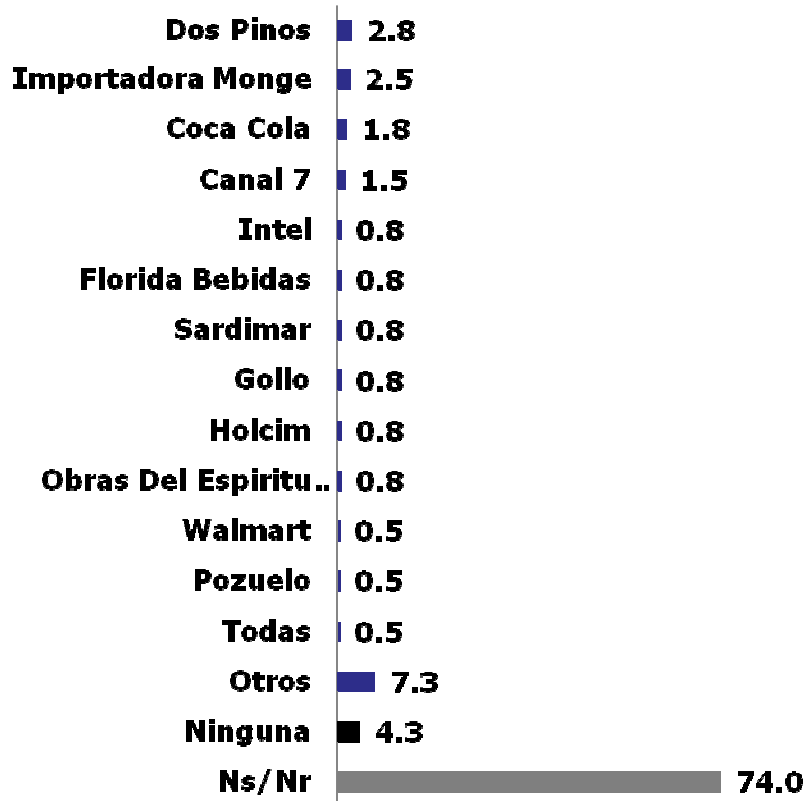 Dos Pinos 2.8
Importadora Monge 2.5
Coca Cola 1.8
Canal 7 1.5
Intel 0.8
Florida Bebidas 0.8
Sardimar 0.8
Gollo 0.8
Holcim 0.8
Obras Del Espiritu.. 0.8
Walmart 0.5
Pozuelo 0.5
Todas 0.5
Otros 7.3
Ninguna 4.3
Ns/Nr 74.0